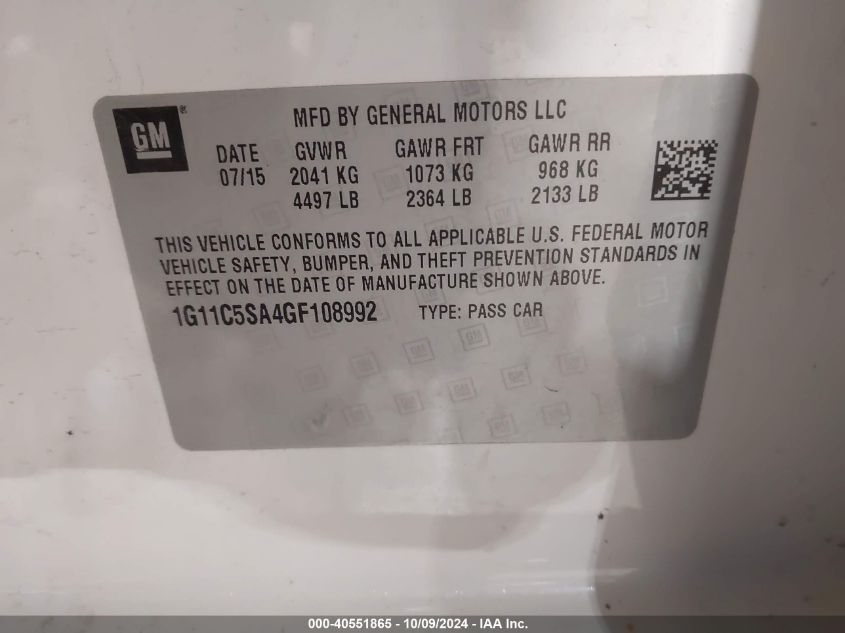 GM®
MFD BY GENERAL MOTORS LLC
DATE GVWR GAWR FRT GAWR RR
07/15 2041 KG 1073 KG 968 KG
4497 LB 2364 LB 2133 LB
THIS VEHICLE CONFORMS TO ALL APPLICABLE U.S. FEDERAL MOTOR
VEHICLE SAFETY, BUMPER, AND THEFT PREVENTION STANDARDS IN
EFFECT ON THE DATE OF MANUFACTURE SHOWN ABOVE.
1G11C5SA4GF108992 TYPE: PASS CAR
000-40551865 - 10/09/2024 - IAA Inc.